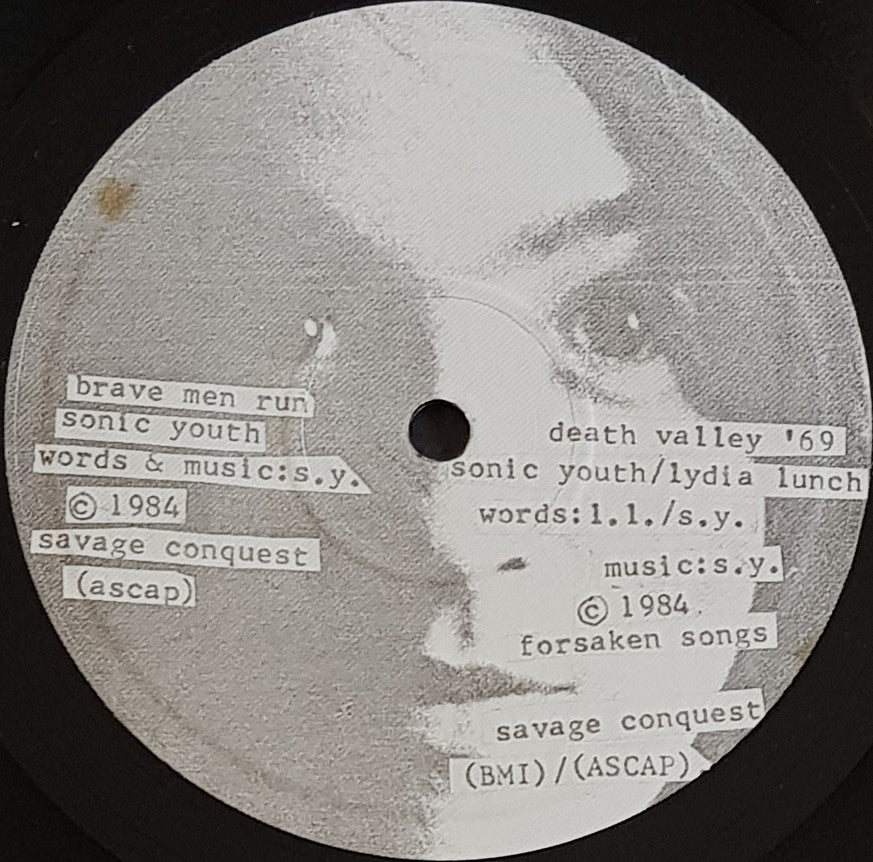 brave men run
sonic youth
words & music:s.y.
© 1984
savage conquest
(ascap)
death valley '69
sonic youth/lydia lunch
words:l.l./s.y.
music:s.y.
© 1984.
forsaken songs
savage conquest
(BMI)/(ASCAP)